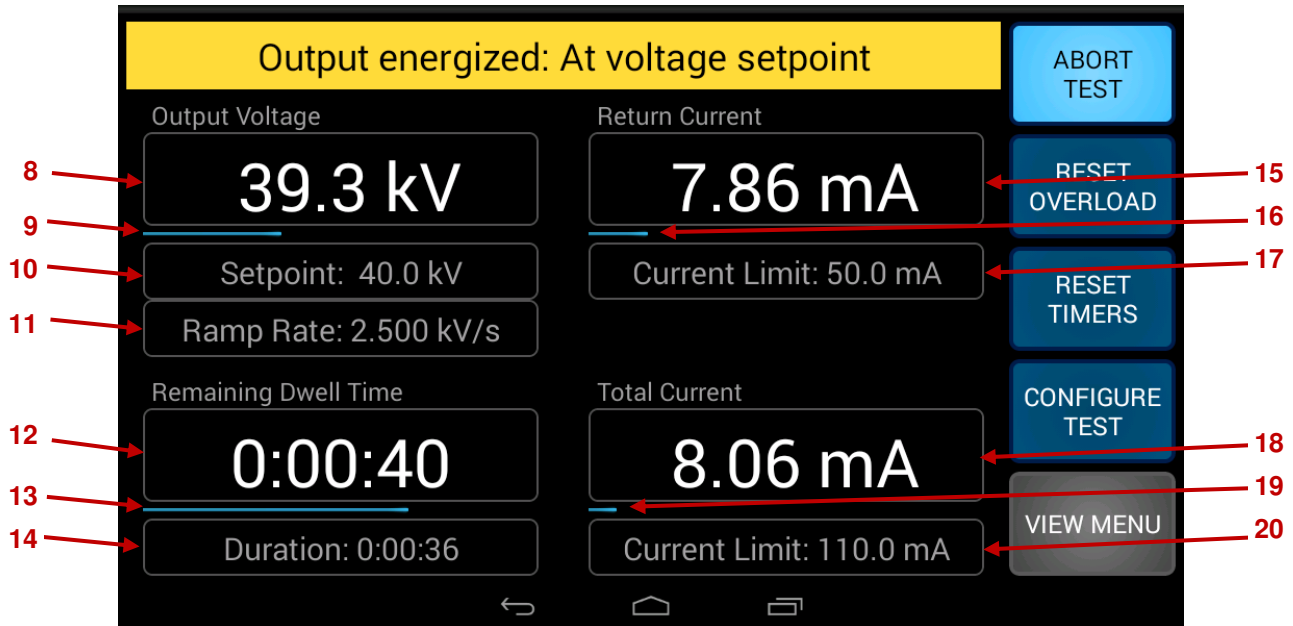 Output energized: At voltage setpoint
ABORT
TEST
Output Voltage
Return Current
8
39.3 kV
7.86 mA
RESET
OVERLOAD
15
9
16
10
Setpoint: 40.0 kV
Current Limit: 50.0 mA
17
11
Ramp Rate: 2.500 kV/s
RESET
TIMERS
Remaining Dwell Time
Total Current
CONFIGURE
TEST
12
0:00:40
8.06 mA
18
13
19
14
Duration: 0:00:36
Current Limit: 110.0 mA
VIEW MENU
20